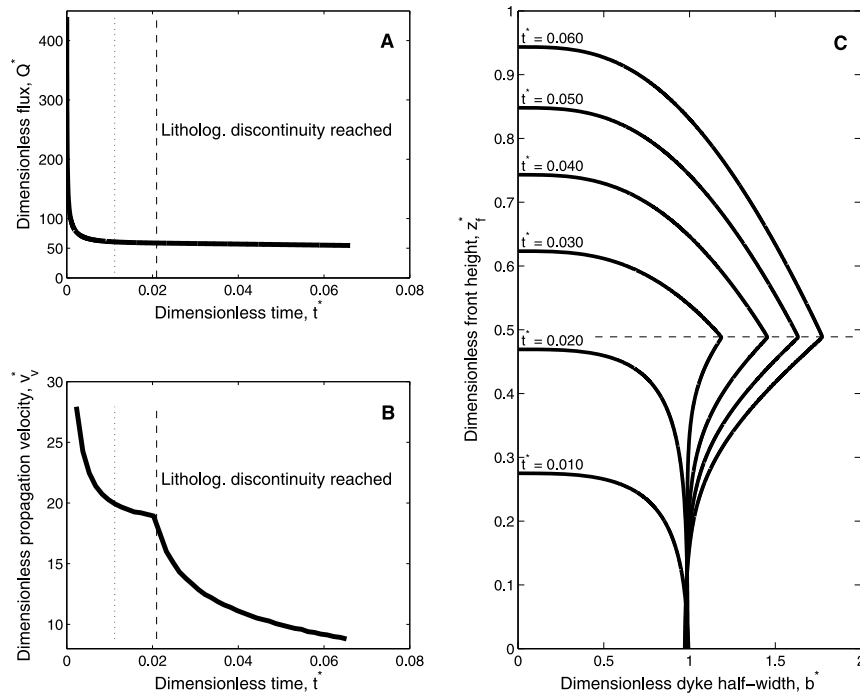 A
Dimensionless flux, Q*
450
400
300
200
100
50
0
Litholog. discontinuity reached
0
0.02
0.04
0.06
0.08
Dimensionless time, t*
B
Dimensionless propagation velocity, v*v
30
25
20
15
10
Litholog. discontinuity reached
0
0.02
0.04
0.06
0.08
Dimensionless time, t*
C
Dimensionless front height, z*f
1
0.9
0.8
0.7
0.6
0.5
0.4
0.3
0.2
0.1
0
t* = 0.060
t* = 0.050
t* = 0.040
t* = 0.030
t* = 0.020
t* = 0.010
0
0.5
1
1.5
2
Dimensionless dyke half−width, b*